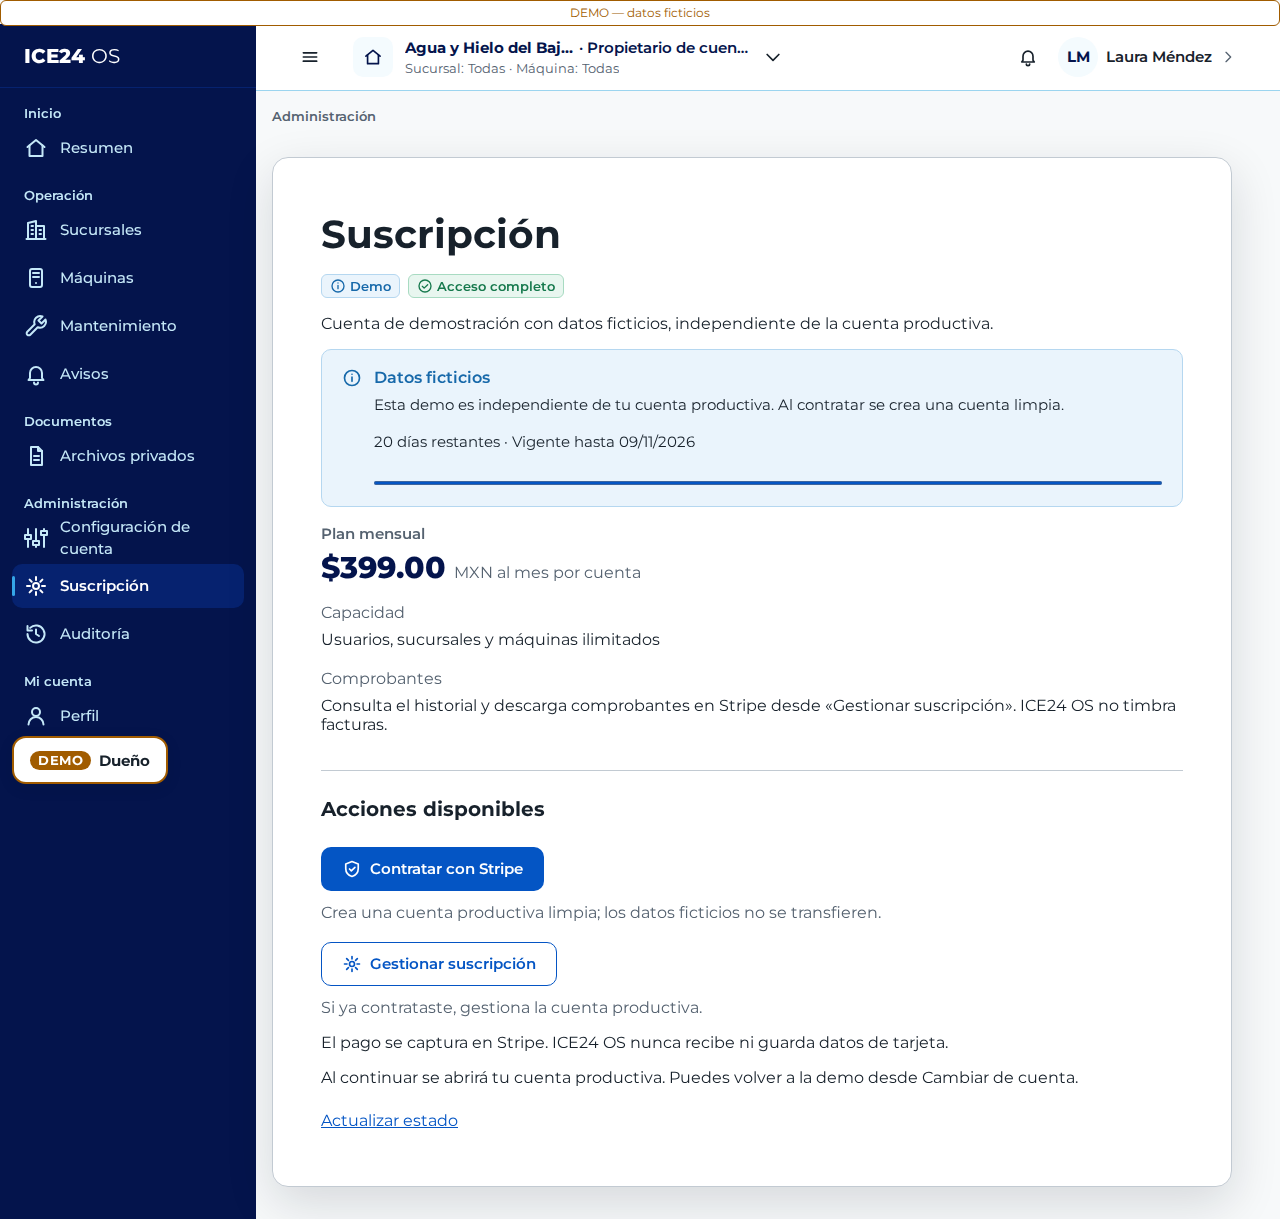 DEMO — datos ficticios
ICE24 OS
Agua y Hielo del Baj... · Propietario de cuen...
Sucursal: Todas · Máquina: Todas
LM Laura Méndez
Inicio
Resumen
Operación
Sucursales
Máquinas
Mantenimiento
Avisos
Documentos
Archivos privados
Administración
Configuración de
cuenta
Suscripción
Auditoría
Mi cuenta
Perfil
DEMO Dueño
Administración
Suscripción
Demo
Acceso completo
Cuenta de demostración con datos ficticios, independiente de la cuenta productiva.
Datos ficticios
Esta demo es independiente de tu cuenta productiva. Al contratar se crea una cuenta limpia.
20 días restantes · Vigente hasta 09/11/2026
Plan mensual
$399.00 MXN al mes por cuenta
Capacidad
Usuarios, sucursales y máquinas ilimitados
Comprobantes
Consulta el historial y descarga comprobantes en Stripe desde «Gestionar suscripción». ICE24 OS no timbra
facturas.
Acciones disponibles
Contratar con Stripe
Crea una cuenta productiva limpia; los datos ficticios no se transfieren.
Gestionar suscripción
Si ya contrataste, gestiona la cuenta productiva.
El pago se captura en Stripe. ICE24 OS nunca recibe ni guarda datos de tarjeta.
Al continuar se abrirá tu cuenta productiva. Puedes volver a la demo desde Cambiar de cuenta.
Actualizar estado